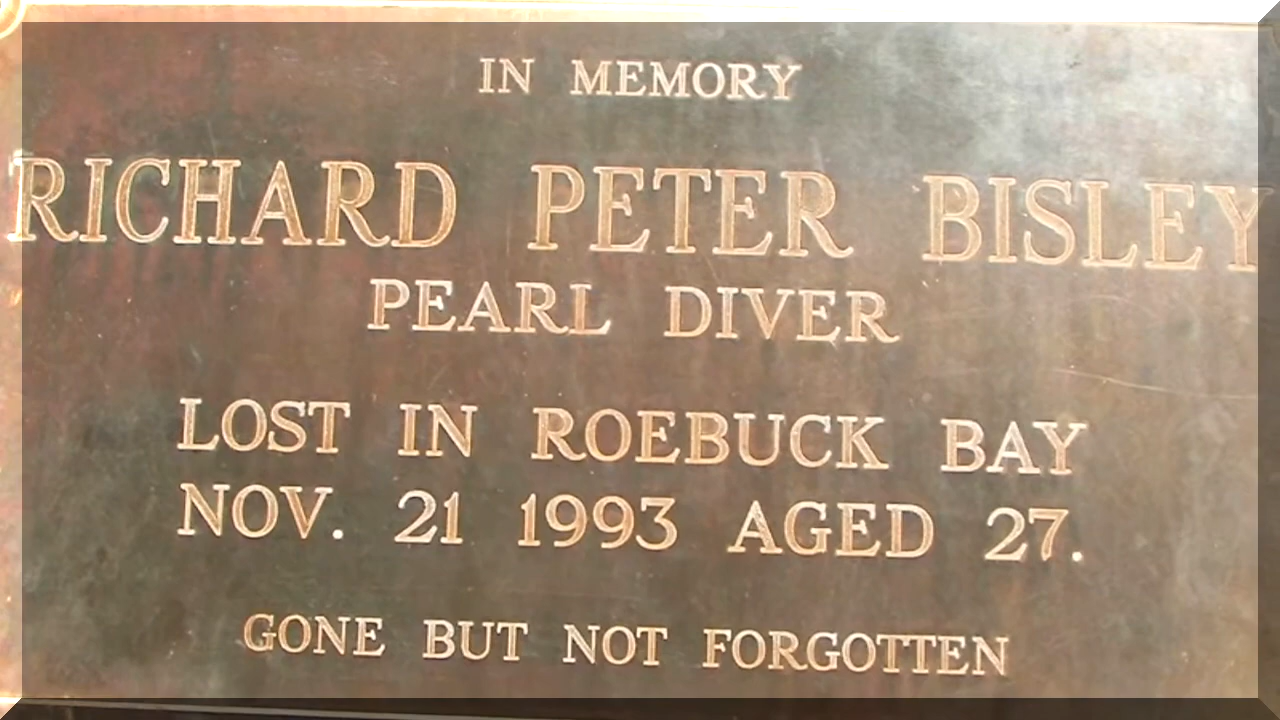 IN MEMORY
RICHARD PETER BISLEY
PEARL DIVER
LOST IN ROEBUCK BAY
NOV. 21 1993 AGED 27.
GONE BUT NOT FORGOTTEN